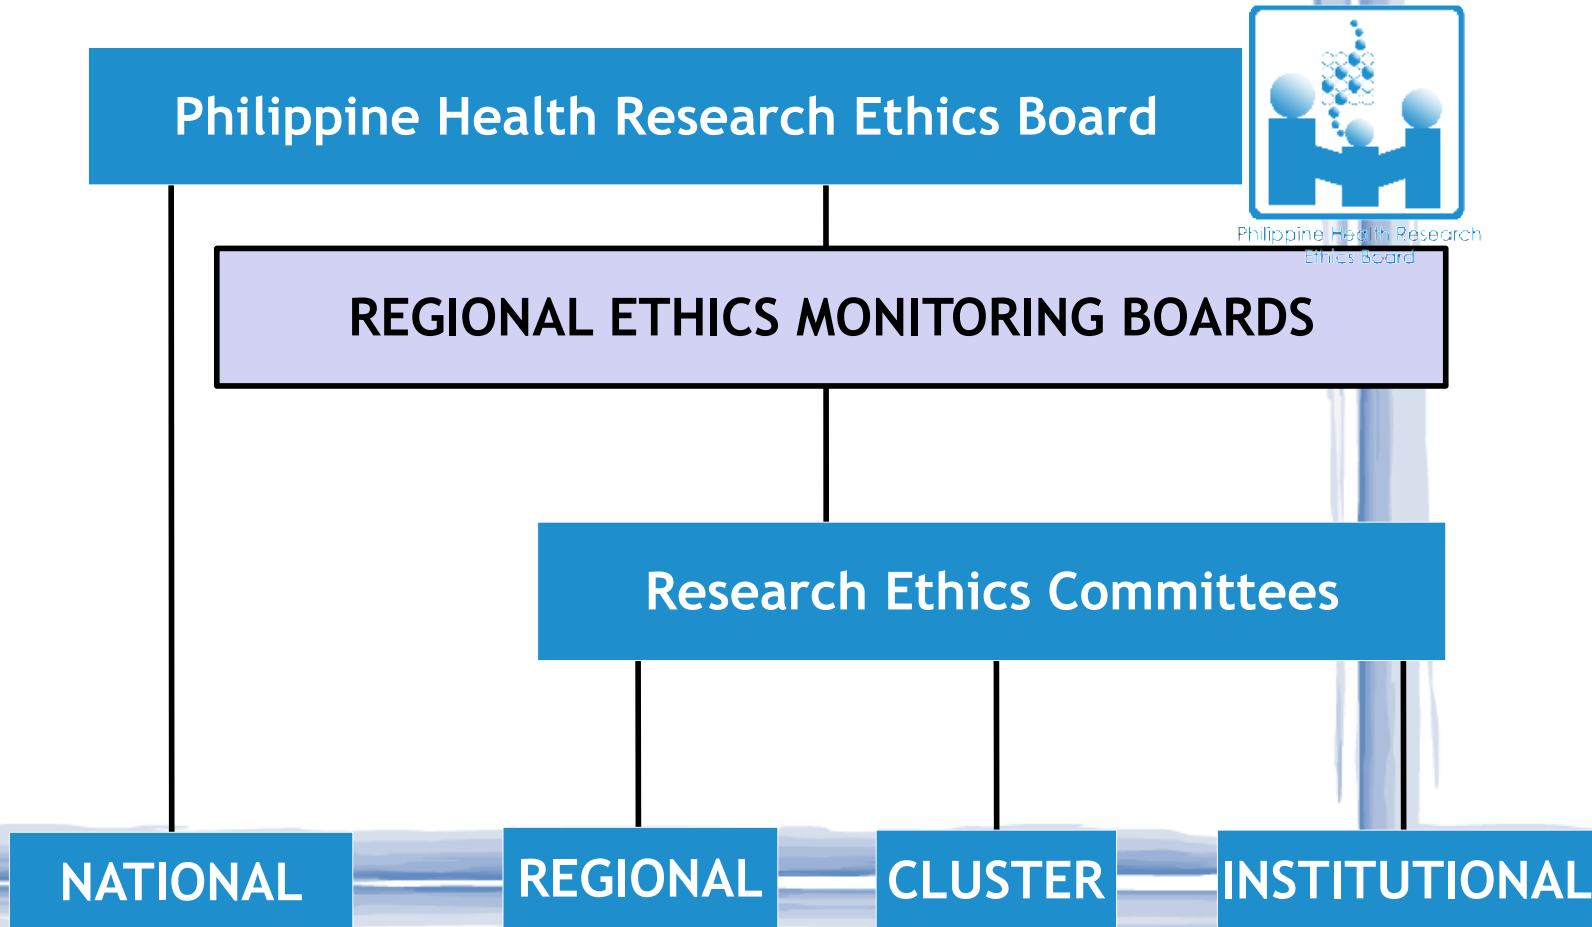 Philippine Health Research Ethics Board
Philippine Health Research
Ethics Board
REGIONAL ETHICS MONITORING BOARDS
Research Ethics Committees
NATIONAL
REGIONAL
CLUSTER
INSTITUTIONAL